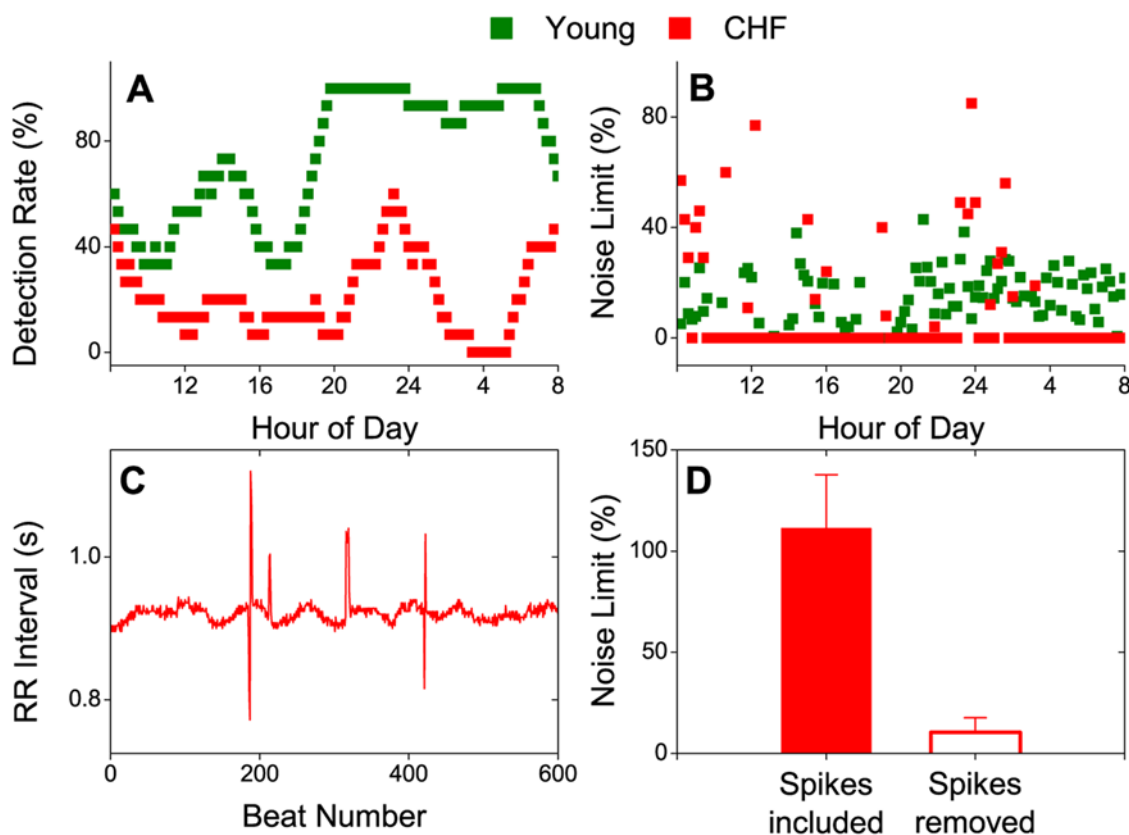 Young CHF
A
Detection Rate (%)
80
40
0
12 16 20 24 4 8
Hour of Day
B
Noise Limit (%)
80
40
0
12 16 20 24 4 8
Hour of Day
C
RR Interval (s)
1.0
0.8
0 200 400 600
Beat Number
D
Noise Limit (%)
150
100
50
0
Spikes included
Spikes removed